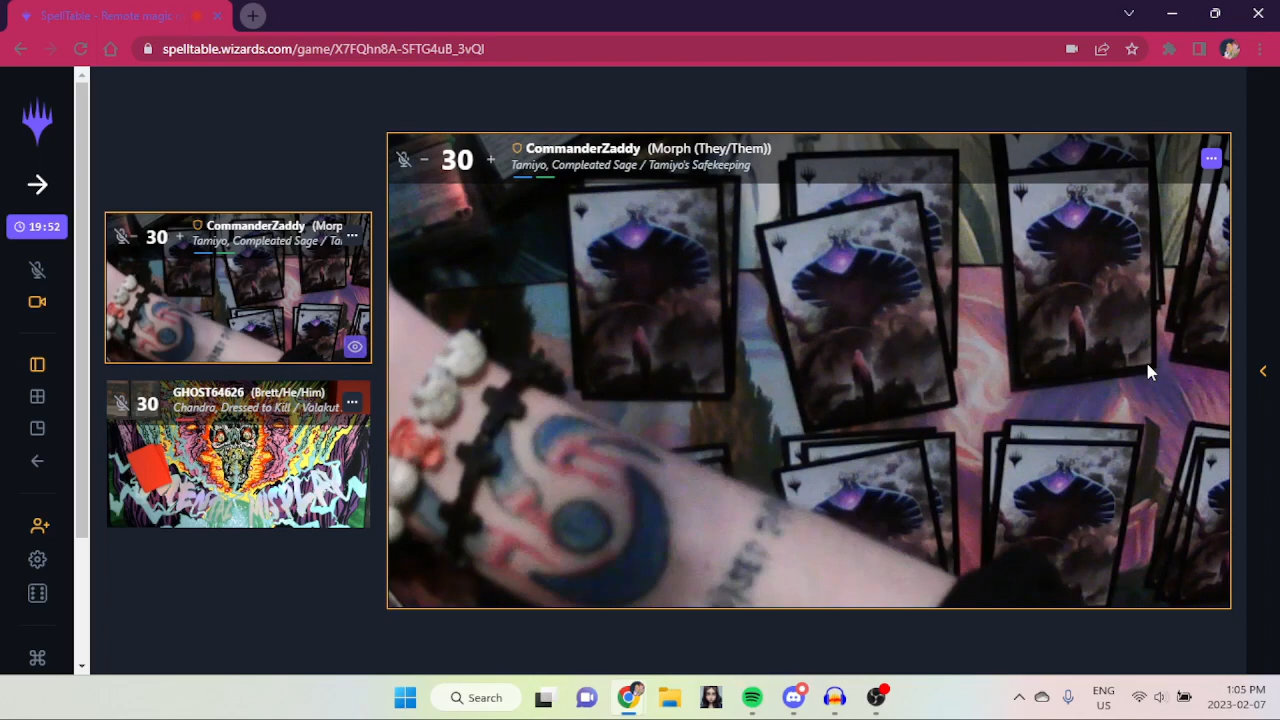 SpellTable - Remote magic
spelltable.wizards.com/game/X7FQhn8A-SFTG4uB_3vQI
19:52
30
CommanderZaddy (Morp
Tamiyo, Compleated Sage / Ta
30
GHOST64626 (Brett/He/Him)
Chandra, Dressed to Kill / Valakut
30
CommanderZaddy (Morph (They/Them))
Tamiyo, Compleated Sage / Tamiyo's Safekeeping
Search
ENG
US
1:05 PM
2023-02-07